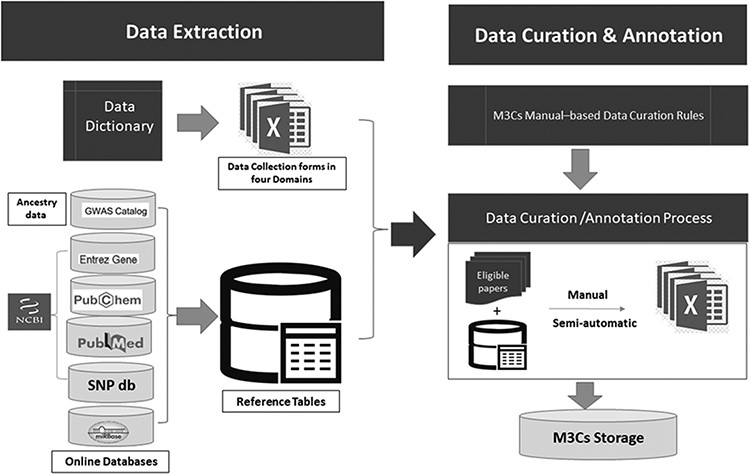 Data Extraction
Data
Dictionary
X
Data Collection forms in
four Domains
Ancestry
data
GWAS Catalog
Entrez Gene
NCBI
PubChem
PubMed
SNP db
Online Databases
Reference Tables
Data Curation & Annotation
M3Cs Manual–based Data Curation Rules
Data Curation /Annotation Process
Eligible
papers
+
Manual
Semi-automatic
X
M3Cs Storage